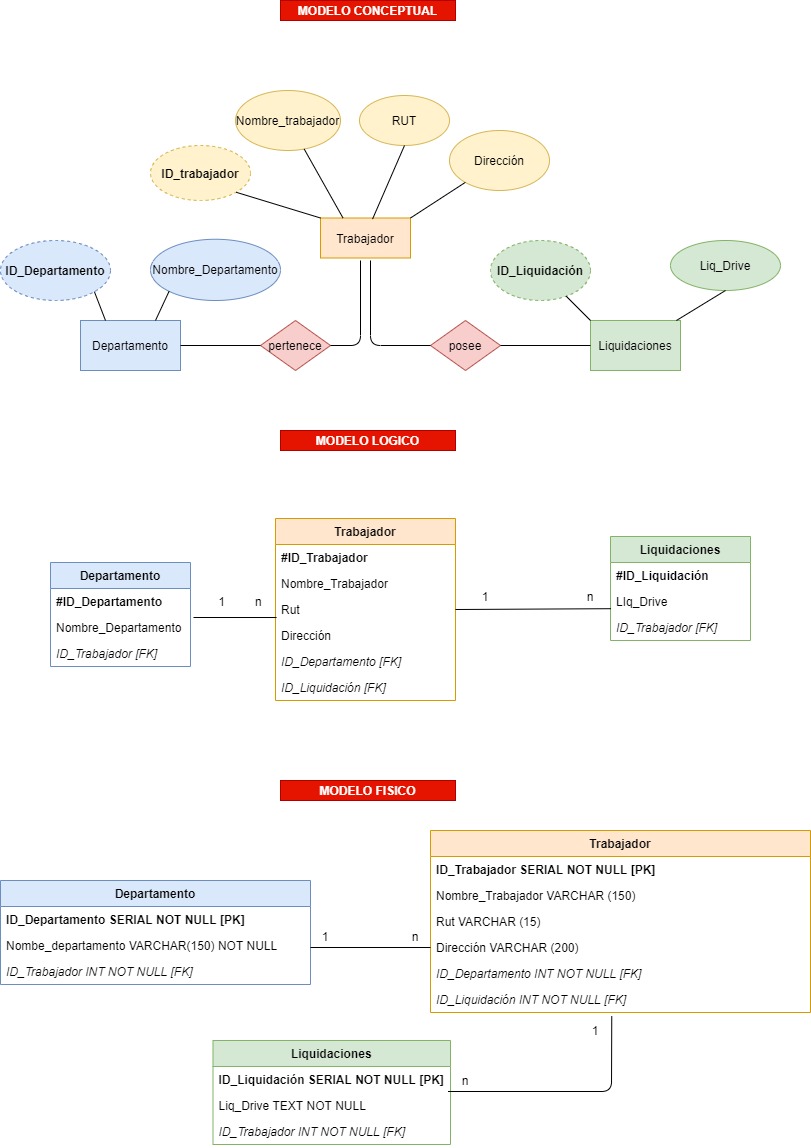 MODELO CONCEPTUAL
Nombre_trabajador
RUT
Dirección
ID_trabajador
Trabajador
ID_Departamento
Nombre_Departamento
ID_Liquidación
Liq_Drive
Departamento
pertenece
posee
Liquidaciones
MODELO LOGICO
Departamento
#ID_Departamento
Nombre_Departamento
ID_Trabajador [FK]
1
n
Trabajador
#ID_Trabajador
Nombre_Trabajador
Rut
Dirección
ID_Departamento [FK]
ID_Liquidación [FK]
1
n
Liquidaciones
#ID_Liquidación
LIq_Drive
ID_Trabajador [FK]
MODELO FISICO
Departamento
ID_Departamento SERIAL NOT NULL [PK]
Nombe_departamento VARCHAR(150) NOT NULL
ID_Trabajador INT NOT NULL [FK]
1
n
Trabajador
ID_Trabajador SERIAL NOT NULL [PK]
Nombre_Trabajador VARCHAR (150)
Rut VARCHAR (15)
Dirección VARCHAR (200)
ID_Departamento INT NOT NULL [FK]
ID_Liquidación INT NOT NULL [FK]
1
n
Liquidaciones
ID_Liquidación SERIAL NOT NULL [PK]
Liq_Drive TEXT NOT NULL
ID_Trabajador INT NOT NULL [FK]